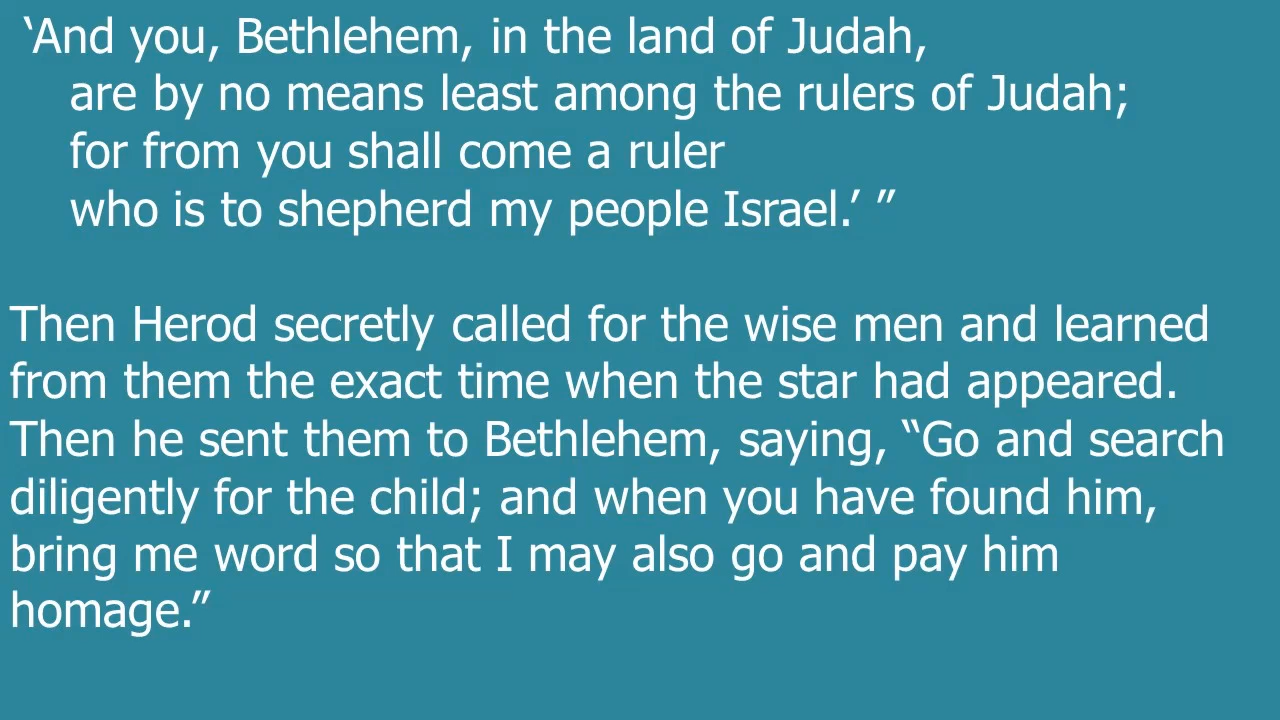 ‘And you, Bethlehem, in the land of Judah,
are by no means least among the rulers of Judah;
for from you shall come a ruler
who is to shepherd my people Israel.’ ”
Then Herod secretly called for the wise men and learned
from them the exact time when the star had appeared.
Then he sent them to Bethlehem, saying, “Go and search
diligently for the child; and when you have found him,
bring me word so that I may also go and pay him
homage.”